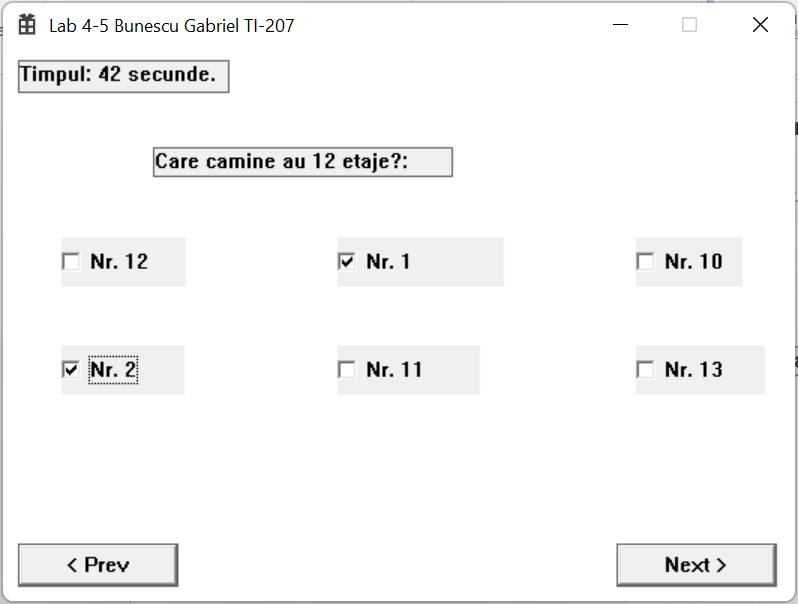 Lab 4-5 Bunescu Gabriel TI-207
Timpul: 42 secunde.
Care camine au 12 etaje?:
Nr. 12
Nr. 1
Nr. 10
Nr. 2
Nr. 11
Nr. 13
< Prev
Next >